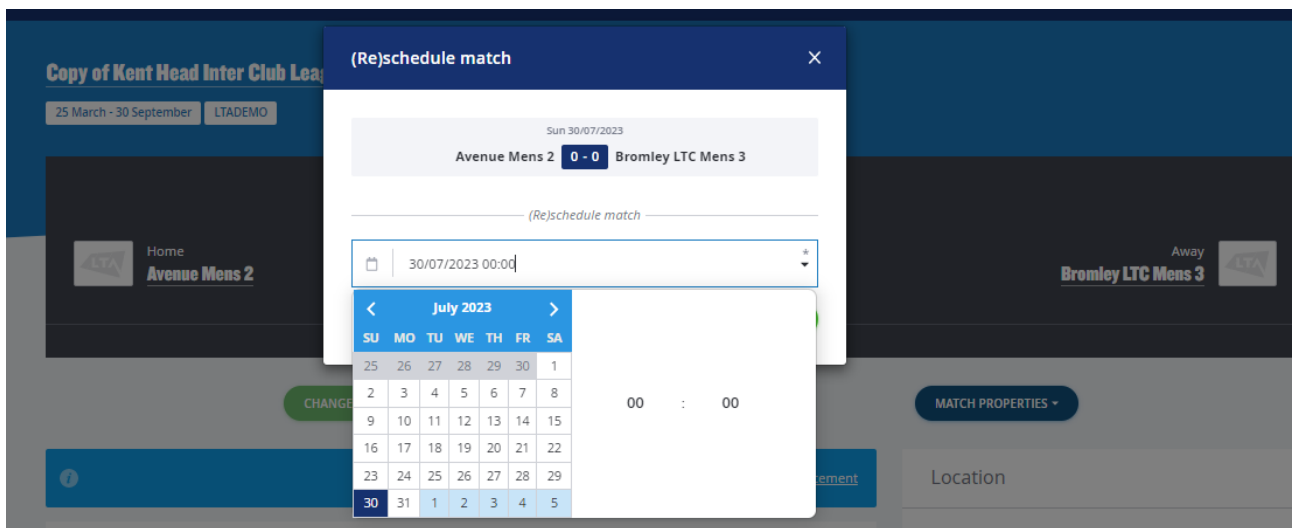 (Re)schedule match
Copy of Kent Head Inter Club Lea
25 March - 30 September LTADEMO
Sun 30/07/2023
Avenue Mens 2 0 - 0 Bromley LTC Mens 3
(Re)schedule match
30/07/2023 00:00 *
LTA Home
Avenue Mens 2
Away LTA
Bromley LTC Mens 3
July 2023
SU MO TU WE TH FR SA
25 26 27 28 29 30 1
2 3 4 5 6 7 8
9 10 11 12 13 14 15
16 17 18 19 20 21 22
23 24 25 26 27 28 29
30 31 1 2 3 4 5
00 : 00
CHANGE
MATCH PROPERTIES
cement
Location